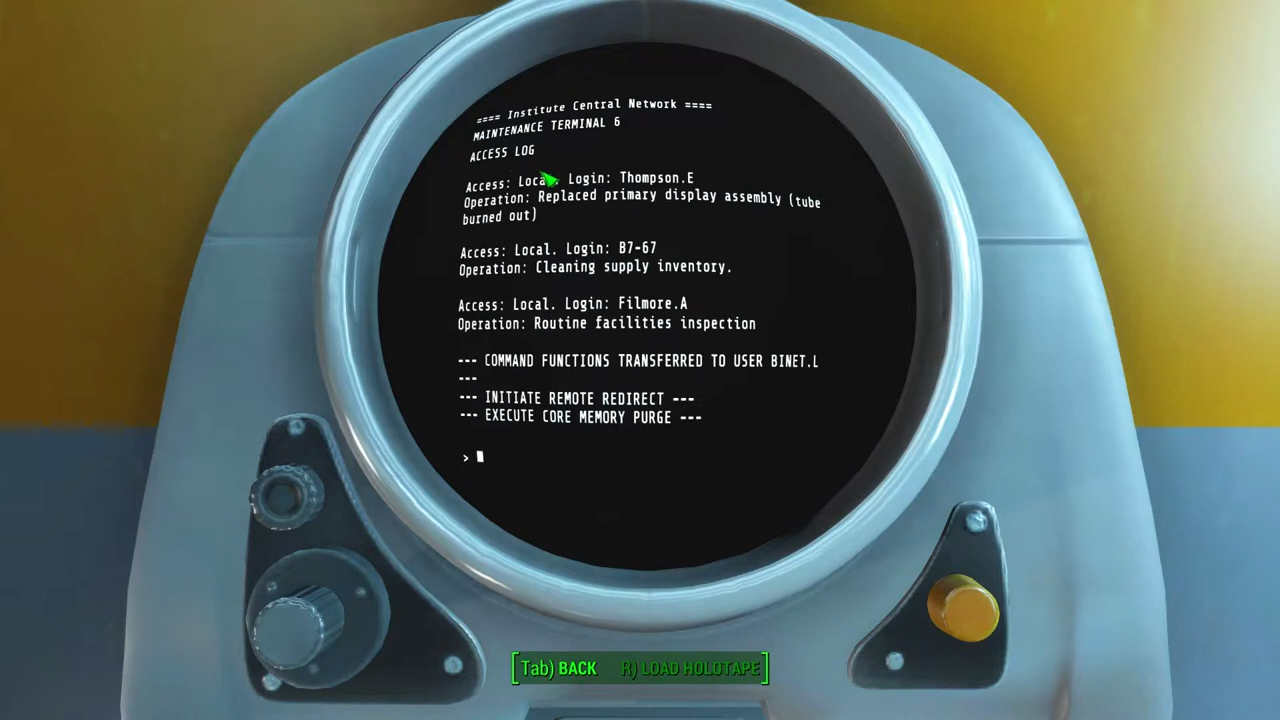 ==== Institute Central Network ====
MAINTENANCE TERMINAL 6
ACCESS LOG
Access: Local. Login: Thompson.E
Operation: Replaced primary display assembly (tube
burned out)
Access: Local. Login: B7-67
Operation: Cleaning supply inventory.
Access: Local. Login: Filmore.A
Operation: Routine facilities inspection
--- COMMAND FUNCTIONS TRANSFERRED TO USER BINET.L
---
--- INITIATE REMOTE REDIRECT ---
--- EXECUTE CORE MEMORY PURGE ---
>
[Tab) BACK R) LOAD HOLOTAPE]